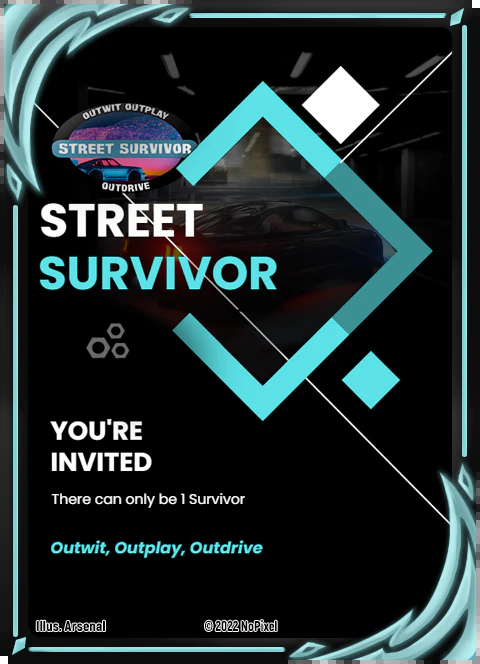 OUTWIT OUTPLAY
STREET SURVIVOR
OUTDRIVE
STREET
SURVIVOR
YOU'RE
INVITED
There can only be 1 Survivor
Outwit, Outplay, Outdrive
Illus. Arsenal
© 2022 NoPixel